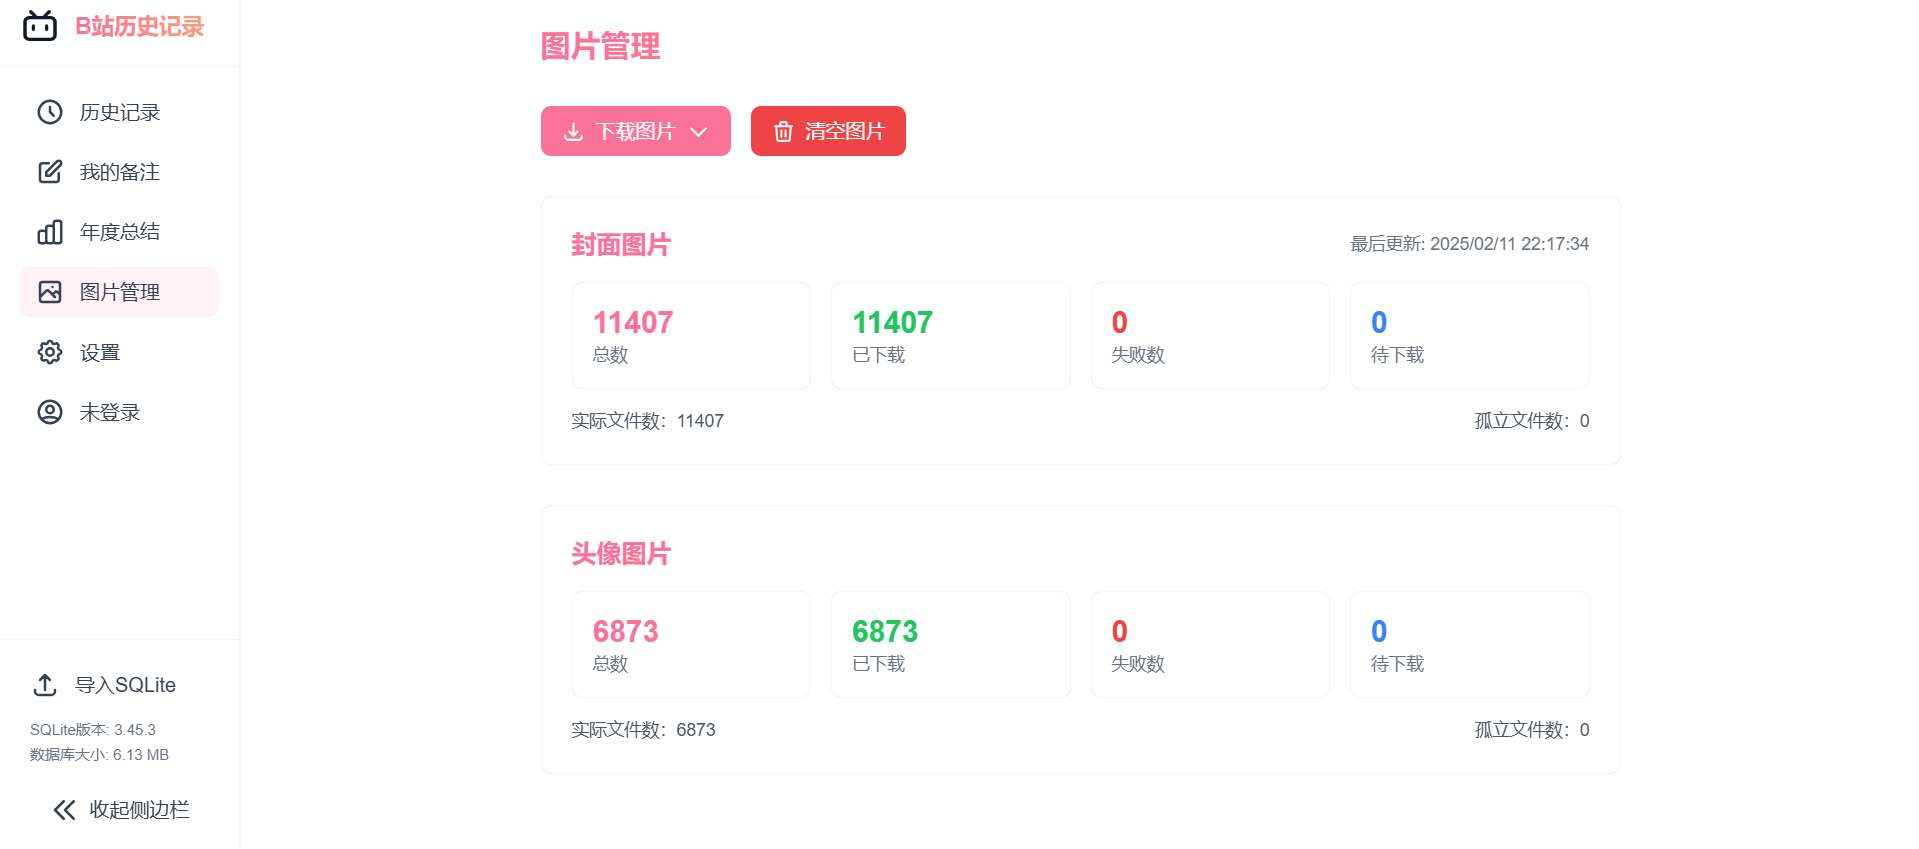 B站历史记录
历史记录
我的备注
年度总结
图片管理
设置
未登录
导入SQLite
SQLite版本: 3.45.3
数据库大小: 6.13 MB
收起侧边栏
图片管理
下载图片
清空图片
封面图片
最后更新: 2025/02/11 22:17:34
11407
总数
11407
已下载
0
失败数
0
待下载
实际文件数：11407
孤立文件数：0
头像图片
6873
总数
6873
已下载
0
失败数
0
待下载
实际文件数：6873
孤立文件数：0